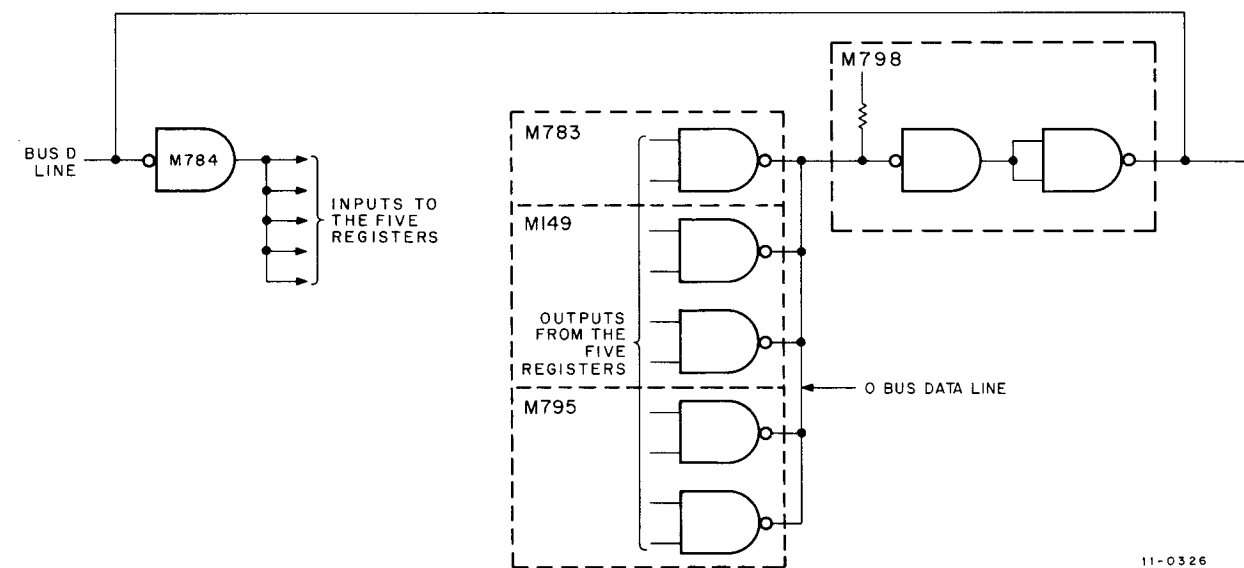 M798
M783
BUS D
LINE
M784
INPUTS TO
THE FIVE
REGISTERS
M149
OUTPUTS
FROM THE
FIVE
REGISTERS
O BUS DATA LINE
M795
11-0326